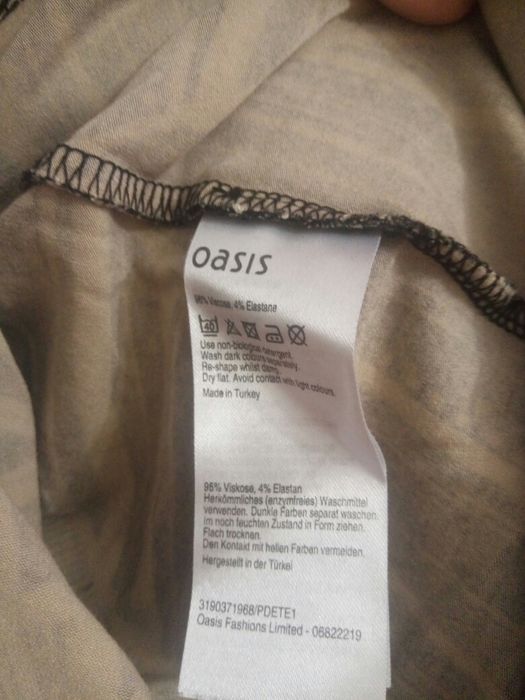 oasis
96% Viscose, 4% Elastane
40
Use non-biological detergent.
Wash dark colours separately.
Re-shape whilst damp.
Dry flat. Avoid contact with light colours.
Made in Turkey
96% Viskose, 4% Elastan
Herkömmliches (enzymfreies) Waschmittel
verwenden. Dunkle Farben separat waschen.
Im noch feuchten Zustand in Form ziehen.
Flach trocknen.
Den Kontakt mit hellen Farben vermeiden.
Hergestellt in der Türkei
3190371968/PDETE1
Oasis Fashions Limited - 06822219